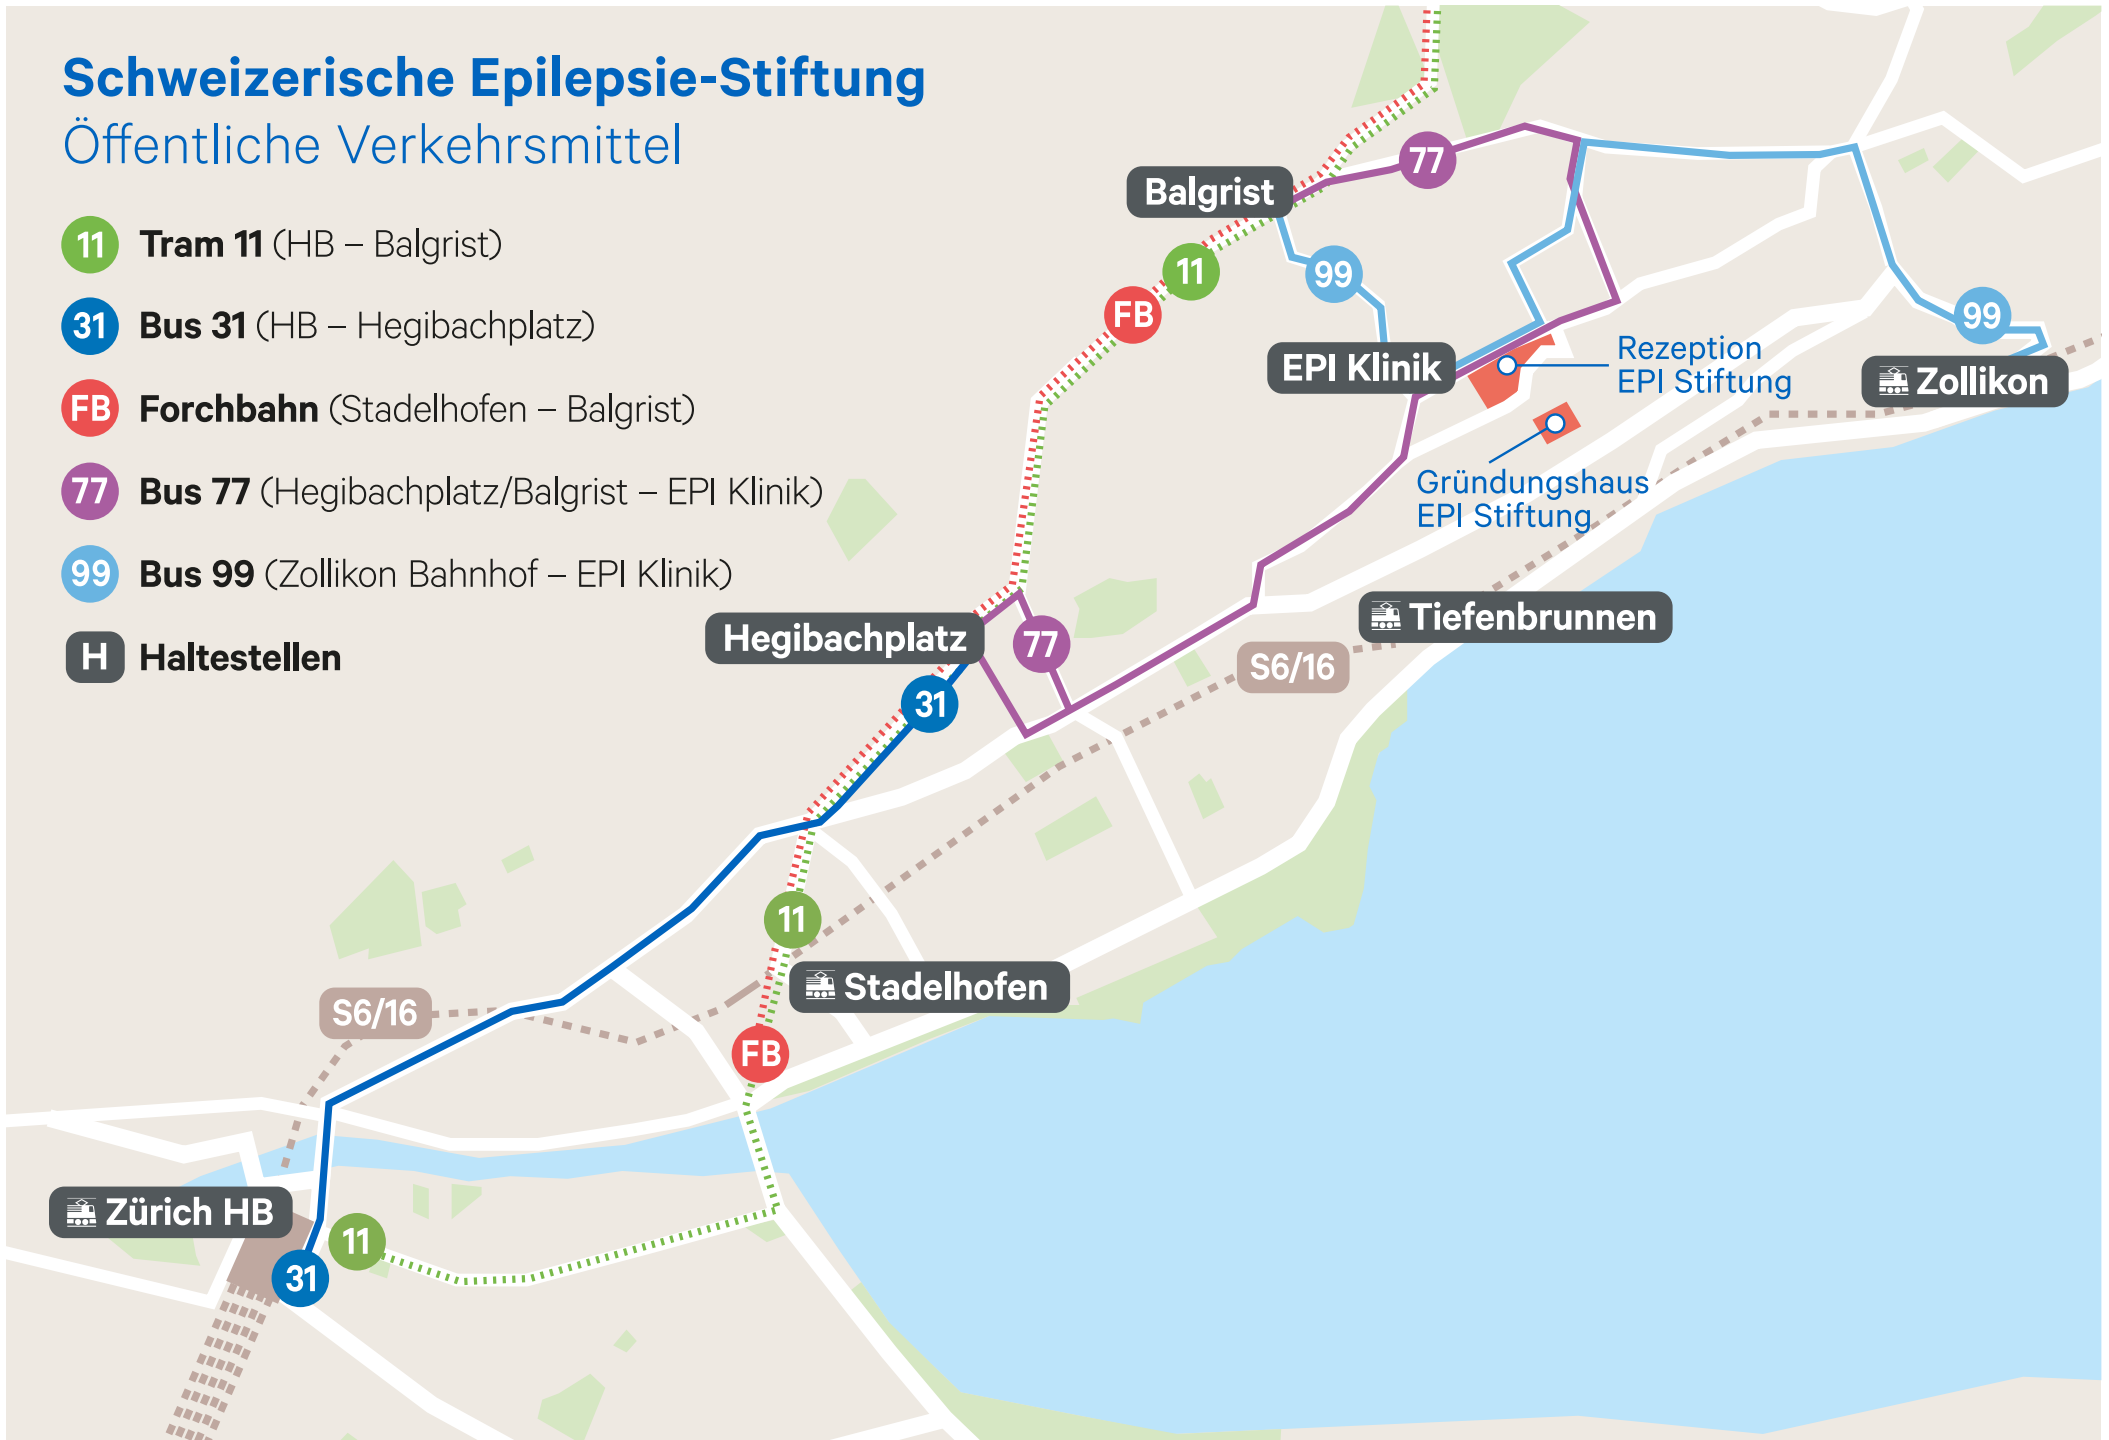 Schweizerische Epilepsie-Stiftung
Öffentliche Verkehrsmittel
11 Tram 11 (HB – Balgrist)
31 Bus 31 (HB – Hegibachplatz)
FB Forchbahn (Stadelhofen – Balgrist)
77 Bus 77 (Hegibachplatz/Balgrist – EPI Klinik)
99 Bus 99 (Zollikon Bahnhof – EPI Klinik)
H Haltestellen
77
Balgrist
11
99
FB
99
Rezeption
EPI Stiftung
EPI Klinik
Zollikon
Gründungshaus
EPI Stiftung
Tiefenbrunnen
Hegibachplatz
77
S6/16
31
11
Stadelhofen
S6/16
FB
Zürich HB
11
31